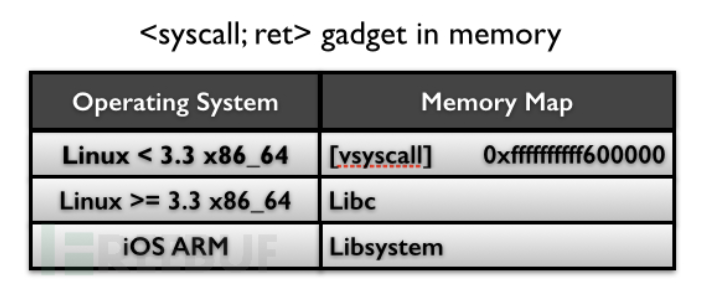 <syscall; ret> gadget in memory
Operating System Memory Map
Linux < 3.3 x86_64 [vsyscall] 0xffffffffff600000
Linux >= 3.3 x86_64 Libc
iOS ARM Libsystem